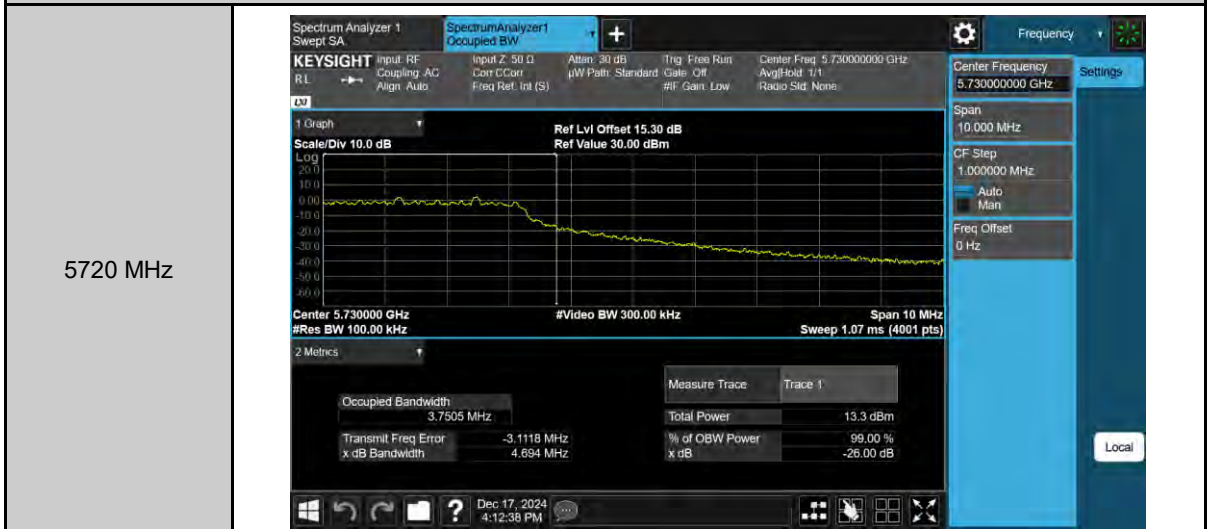 5720 MHz
Spectrum Analyzer 1
Swept SA
SpectrumAnalyzer1
Occupied BW
+
Frequency
KEYSIGHT
RL
LXI
Input: RF
Coupling: AC
Align: Auto
Input Z: 50 Ω
Corr CCorr
Freq Ref: Int (S)
Atten: 30 dB
µW Path: Standard
Trig: Free Run
Gate: Off
#IF Gain: Low
Center Freq: 5.730000000 GHz
Avg|Hold: 1/1
Radio Std: None
Center Frequency
5.730000000 GHz
Settings
Span
10.000 MHz
CF Step
1.000000 MHz
Auto
Man
Freq Offset
0 Hz
Local
1 Graph
Scale/Div 10.0 dB
Ref Lvl Offset 15.30 dB
Ref Value 30.00 dBm
Log
20.0
10.0
0.00
-10.0
-20.0
-30.0
-40.0
-50.0
-60.0
Center 5.730000 GHz
#Video BW 300.00 kHz
Span 10 MHz
#Res BW 100.00 kHz
Sweep 1.07 ms (4001 pts)
2 Metrics
Measure Trace Trace 1
Occupied Bandwidth
3.7505 MHz
Total Power 13.3 dBm
Transmit Freq Error -3.1118 MHz
% of OBW Power 99.00 %
x dB Bandwidth 4.694 MHz
x dB -26.00 dB
?
Dec 17, 2024
4:12:38 PM